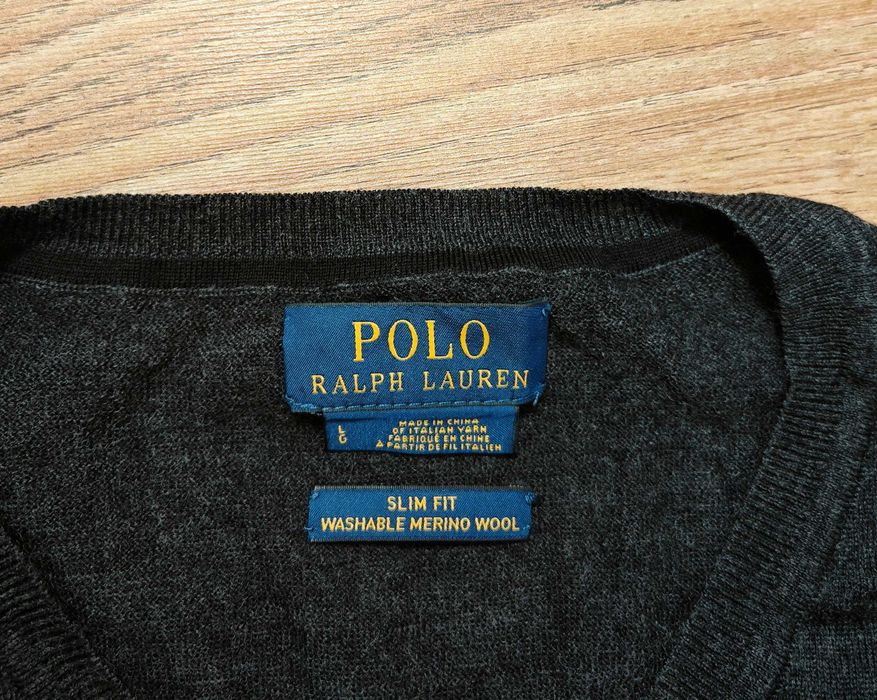 POLO
RALPH LAUREN
L
G
MADE IN CHINA
OF ITALIAN YARN
FABRIQUÉ EN CHINE
À PARTIR DE FIL ITALIEN
SLIM FIT
WASHABLE MERINO WOOL